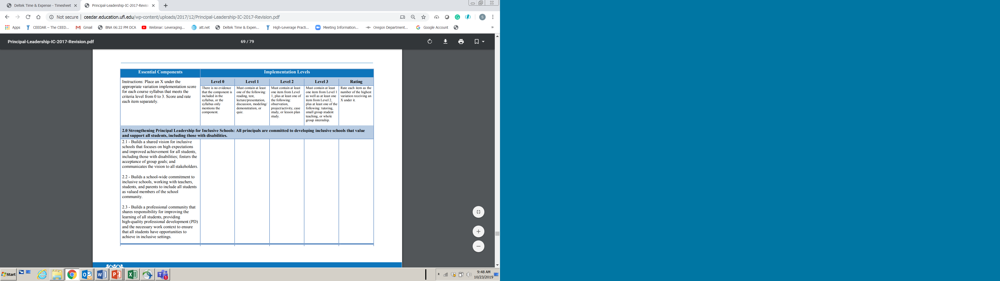 Deltek Time & Expense - Timesheet
Principal-Leadership-IC-2017-Revisi
Not secure | ceedar.education.ufl.edu/wp-content/uploads/2017/12/Principal-Leadership-IC-2017-Revision.pdf
S
Apps CEEDAR – The CEED... Gmail BNA 06:22 PM DCA Webinar: Leveraging... att.net Deltek Time & Expen... High-Leverage Practi... Meeting Information... Oregon Department... Google Account »
Principal-Leadership-IC-2017-Revision.pdf 69 / 79
Essential Components Implementation Levels
Instructions: Place an X under the
appropriate variation implementation score
for each course syllabus that meets the
criteria level from 0 to 3. Score and rate
each item separately.
Level 0
There is no evidence
that the component is
included in the
syllabus, or the
syllabus only
mentions the
component.
Level 1
Must contain at least
one of the following:
reading, test,
lecture/presentation,
discussion, modeling/
demonstration, or
quiz.
Level 2
Must contain at least
one item from Level
1, plus at least one of
the following:
observation,
project/activity, case
study, or lesson plan
study.
Level 3
Must contain at least
one item from Level 1
as well as at least one
item from Level 2,
plus at least one of the
following: tutoring,
small group student
teaching, or whole
group internship.
Rating
Rate each item as the
number of the highest
variation receiving an
X under it.
2.0 Strengthening Principal Leadership for Inclusive Schools: All principals are committed to developing inclusive schools that value
and support all students, including those with disabilities.
2.1 - Builds a shared vision for inclusive
schools that focuses on high expectations
and improved achievement for all students,
including those with disabilities; fosters the
acceptance of group goals; and
communicates the vision to all stakeholders.
2.2 - Builds a school-wide commitment to
inclusive schools, working with teachers,
students, and parents to include all students
as valued members of the school
community.
2.3 - Builds a professional community that
shares responsibility for improving the
learning of all students, providing
high-quality professional development (PD)
and the necessary work context to ensure
that all students have opportunities to
achieve in inclusive settings.
Start
9:48 AM
10/23/2019